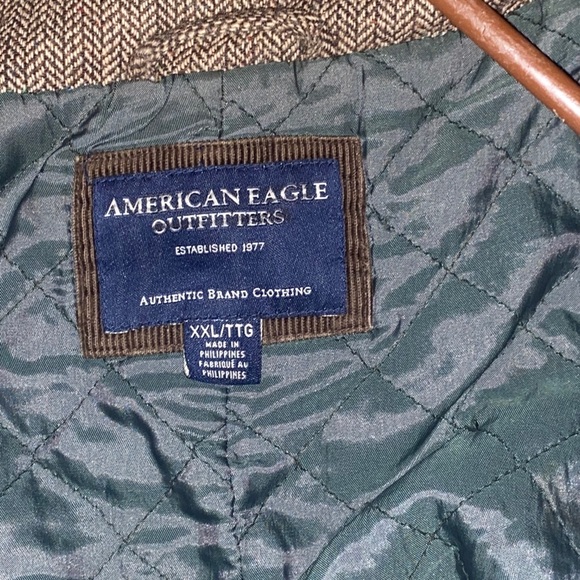 AMERICAN EAGLE
OUTFITTERS
ESTABLISHED 1977
AUTHENTIC BRAND CLOTHING
XXL/TTG
MADE IN
PHILIPPINES
FABRIQUÉ AU
PHILIPPINES